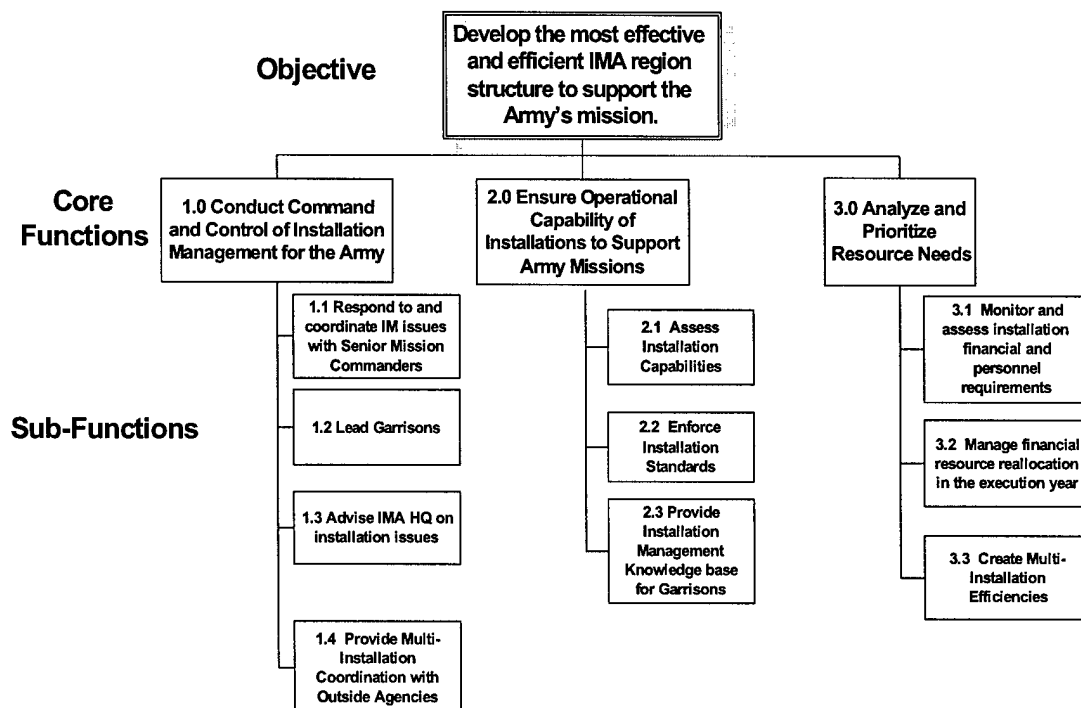 Objective
Develop the most effective
and efficient IMA region
structure to support the
Army's mission.
Core
Functions
1.0 Conduct Command
and Control of Installation
Management for the Army
2.0 Ensure Operational
Capability of
Installations to Support
Army Missions
3.0 Analyze and
Prioritize
Resource Needs
Sub-Functions
1.1 Respond to and
coordinate IM issues
with Senior Mission
Commanders
1.2 Lead Garrisons
1.3 Advise IMA HQ on
installation issues
1.4 Provide Multi-
Installation
Coordination with
Outside Agencies
2.1 Assess
Installation
Capabilities
2.2 Enforce
Installation
Standards
2.3 Provide
Installation
Management
Knowledge base
for Garrisons
3.1 Monitor and
assess installation
financial and
personnel
requirements
3.2 Manage financial
resource reallocation
in the execution year
3.3 Create Multi-
Installation
Efficiencies